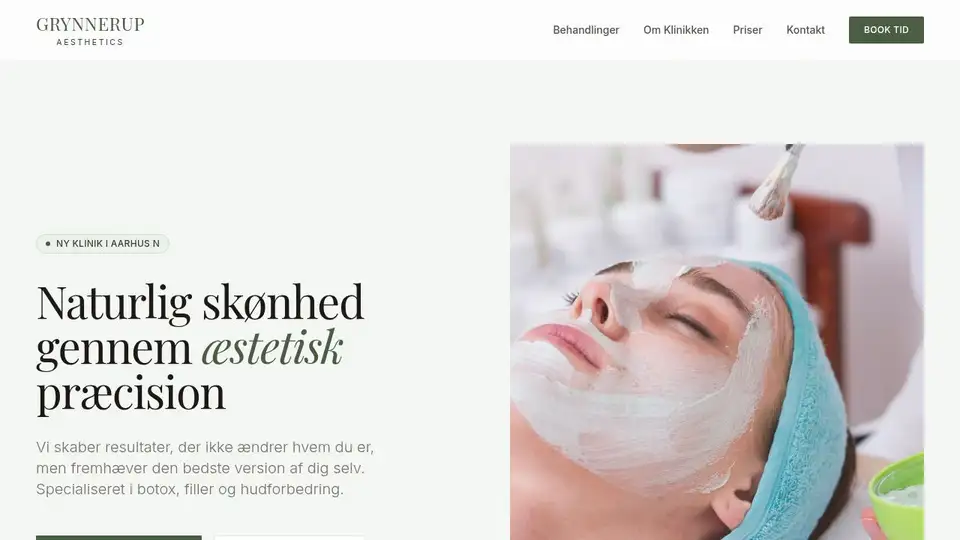 GRYNNERUP
AESTHETICS
Behandlinger
Om Klinikken
Priser
Kontakt
BOOK TID
NY KLINIK I AARHUS N
Naturlig skønhed
gennem æstetisk
præcision
Vi skaber resultater, der ikke ændrer hvem du er,
men fremhæver den bedste version af dig selv.
Specialiseret i botox, filler og hudforbedring.